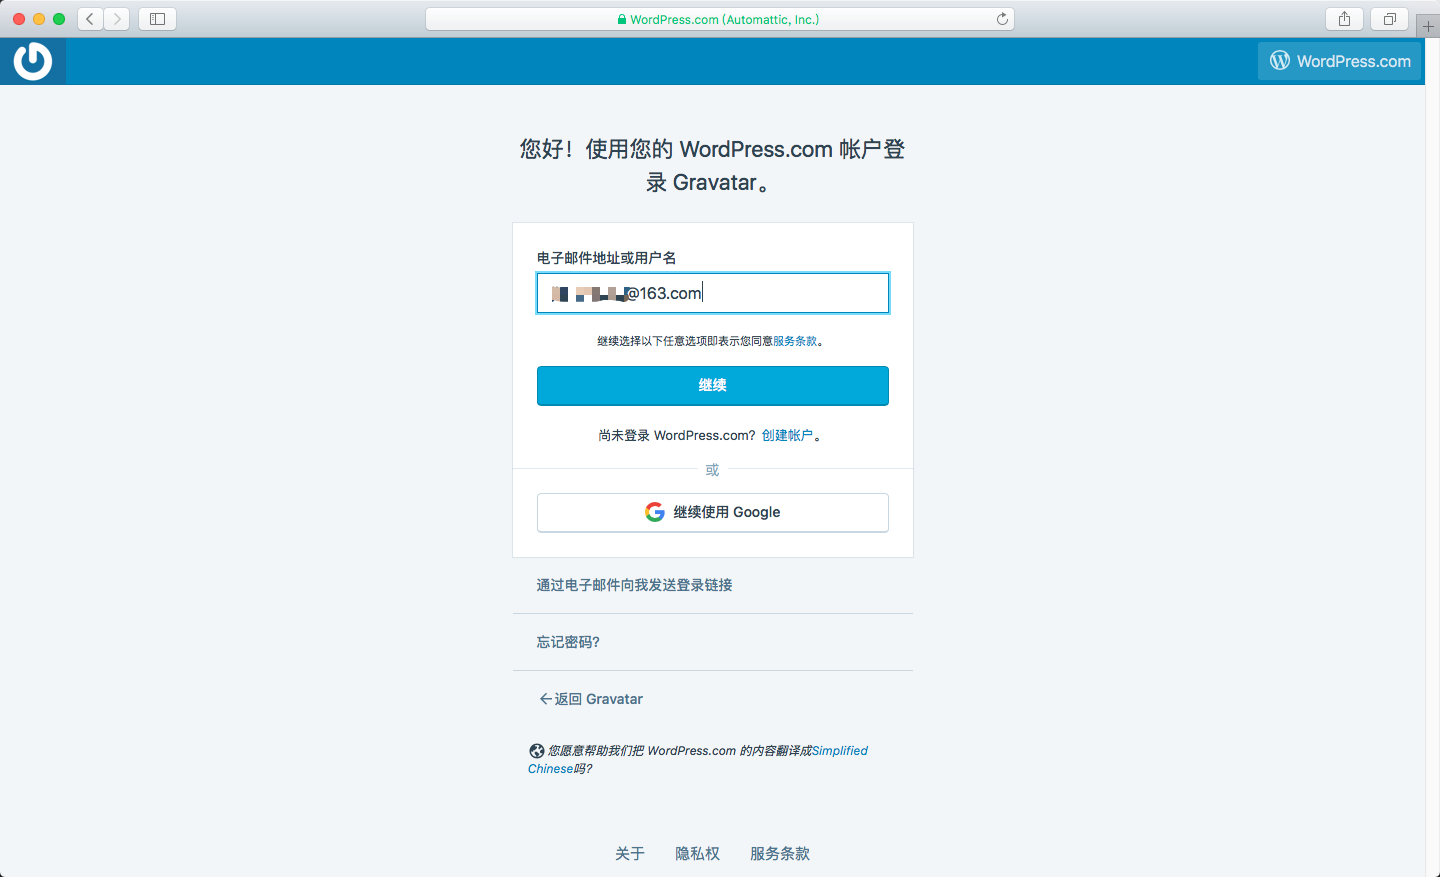 WordPress.com (Automattic, Inc.)
WordPress.com
您好！使用您的 WordPress.com 帐户登
录 Gravatar。
电子邮件地址或用户名
@163.com
继续选择以下任意选项即表示您同意服务条款。
继续
尚未登录 WordPress.com？创建帐户。
或
继续使用 Google
通过电子邮件向我发送登录链接
忘记密码?
返回 Gravatar
您愿意帮助我们把 WordPress.com 的内容翻译成Simplified
Chinese吗?
关于 隐私权 服务条款